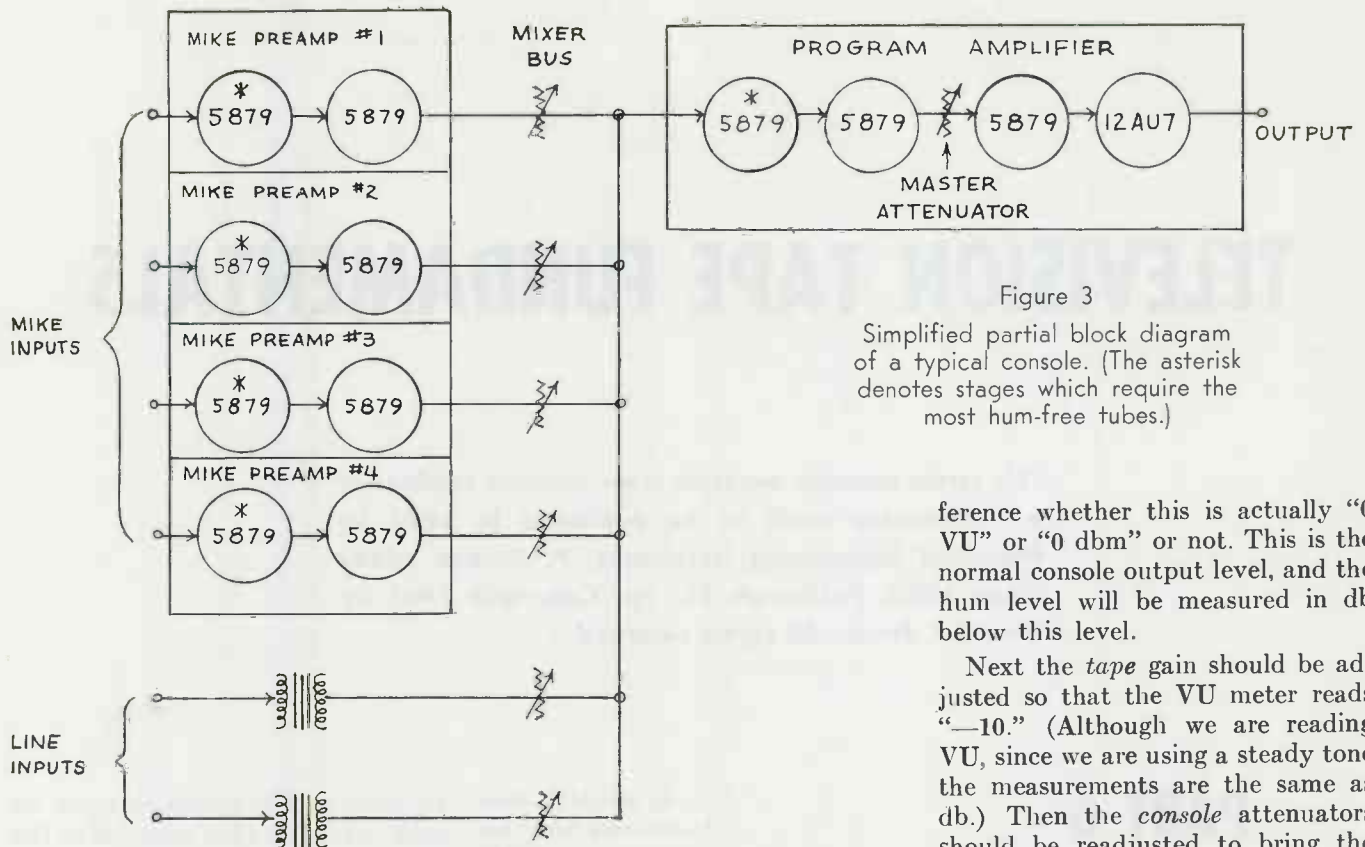 MIKE PREAMP #1
*
5879
5879
MIKE PREAMP #2
*
5879
5879
MIKE PREAMP #3
*
5879
5879
MIKE PREAMP #4
*
5879
5879
MIKE
INPUTS
LINE
INPUTS
MIXER
BUS
PROGRAM AMPLIFIER
*
5879
5879
5879
12AU7
MASTER
ATTENUATOR
OUTPUT
Figure 3
Simplified partial block diagram
of a typical console. (The asterisk
denotes stages which require the
most hum-free tubes.)
ference whether this is actually “0
VU” or “0 dbm” or not. This is the
normal console output level, and the
hum level will be measured in db
below this level.
Next the tape gain should be ad
justed so that the VU meter reads
“—10.” (Although we are reading
VU, since we are using a steady tone
the measurements are the same as
db.) Then the console attenuators
should be readjusted to bring the